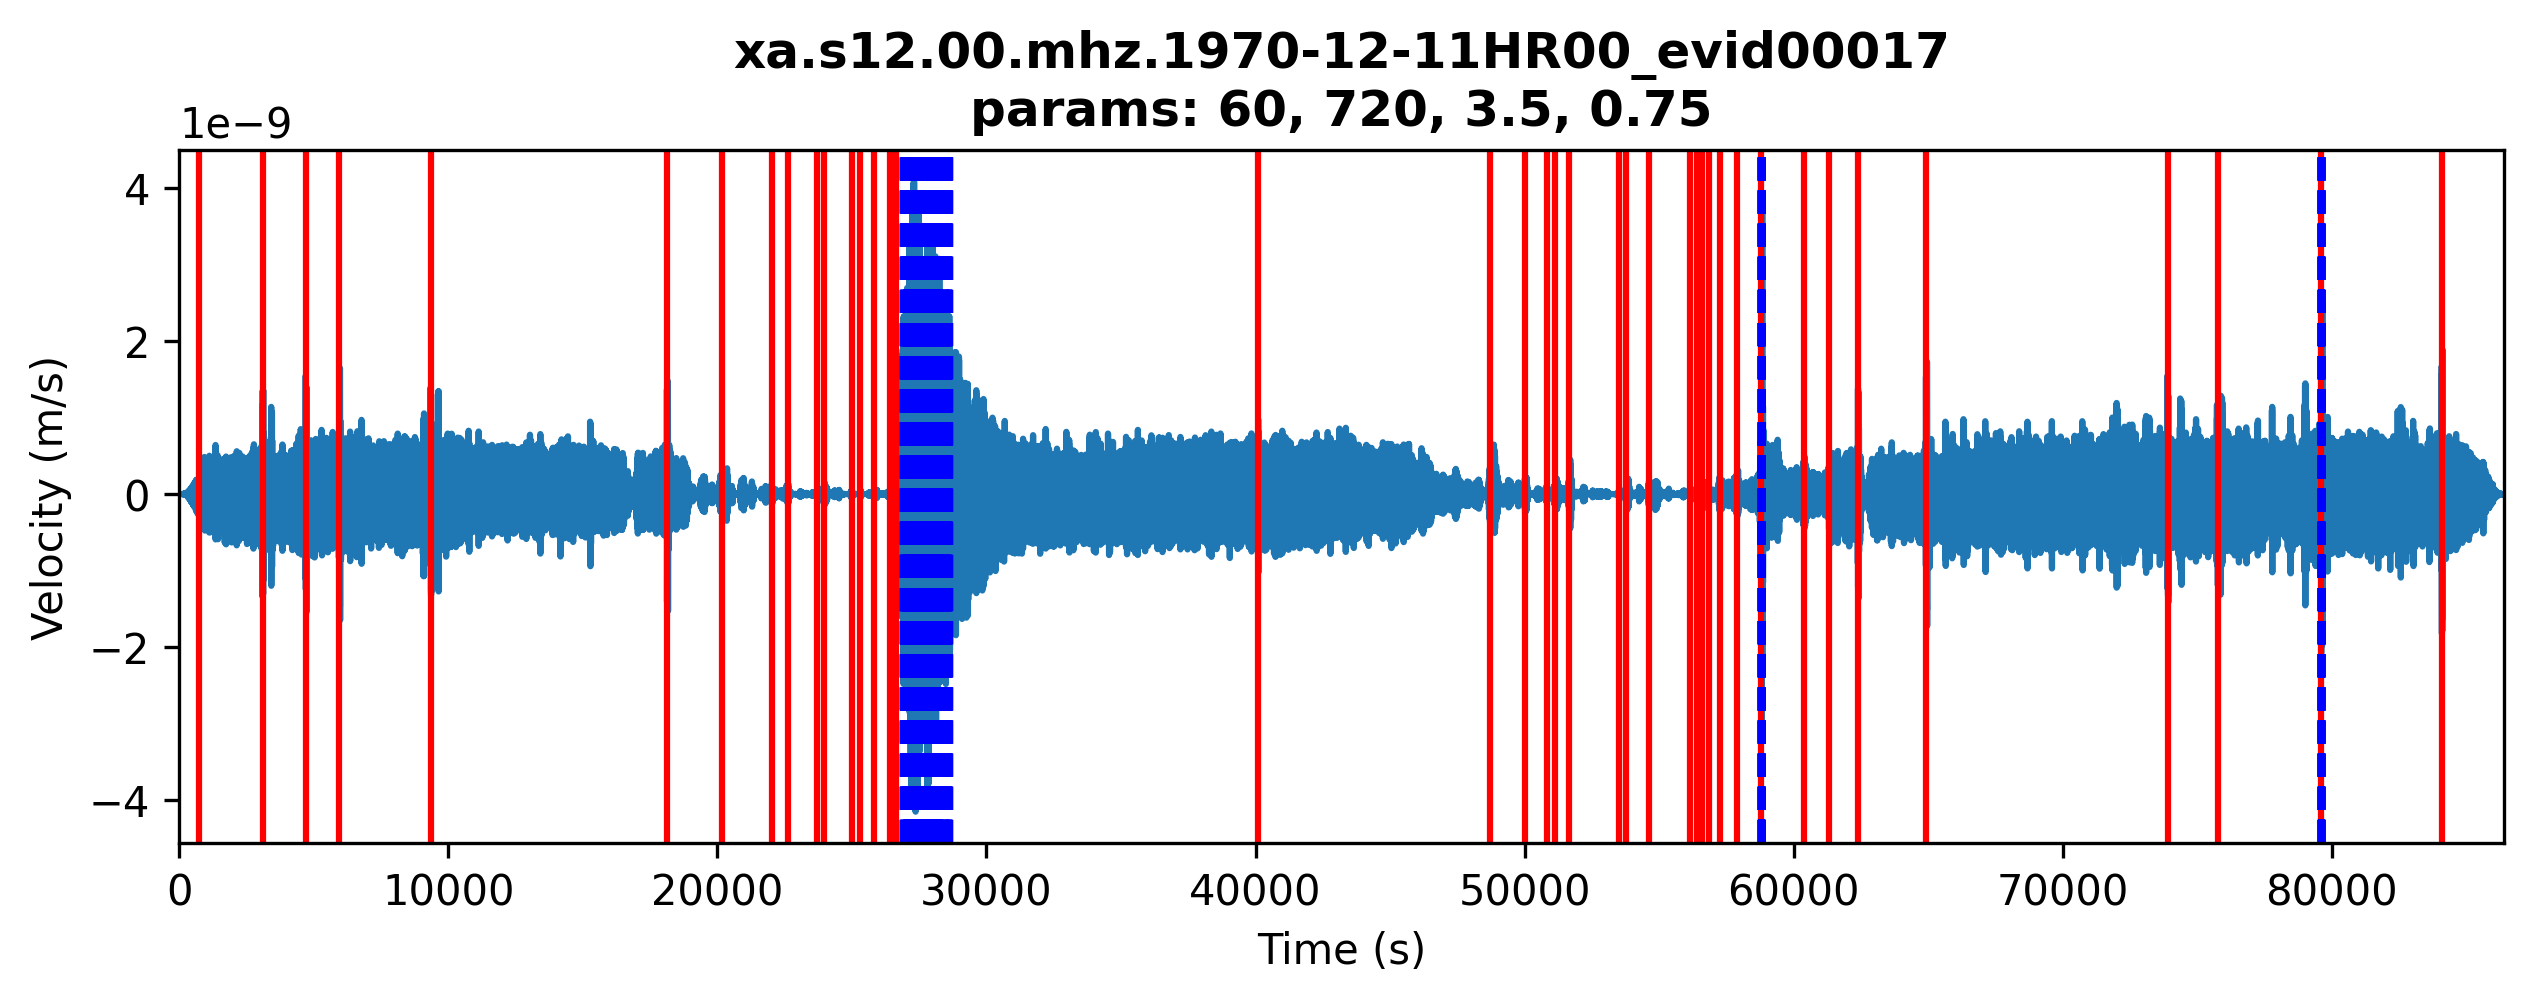 xa.s12.00.mhz.1970-12-11HR00_evid00017
params: 60, 720, 3.5, 0.75
1e−9
4
2
0
−2
−4
Velocity (m/s)
0 10000 20000 30000 40000 50000 60000 70000 80000
Time (s)